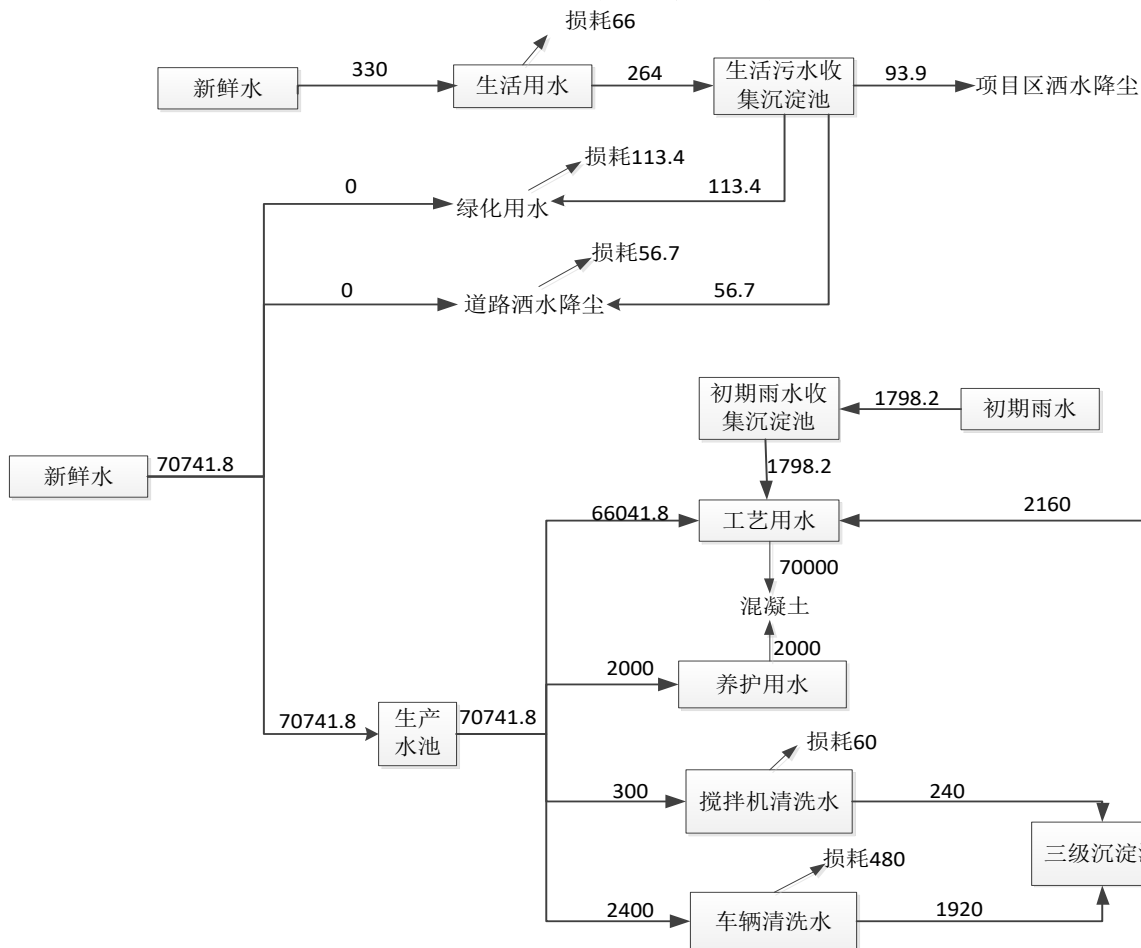 损耗66
新鲜水
330
生活用水
264
生活污水收
集沉淀池
93.9
项目区洒水降尘
损耗113.4
0
绿化用水
113.4
损耗56.7
0
道路洒水降尘
56.7
初期雨水收
集沉淀池
1798.2
初期雨水
新鲜水
70741.8
1798.2
66041.8
工艺用水
2160
70000
混凝土
2000
2000
养护用水
70741.8
生产
水池
70741.8
损耗60
300
搅拌机清洗水
240
三级沉淀
损耗480
2400
车辆清洗水
1920